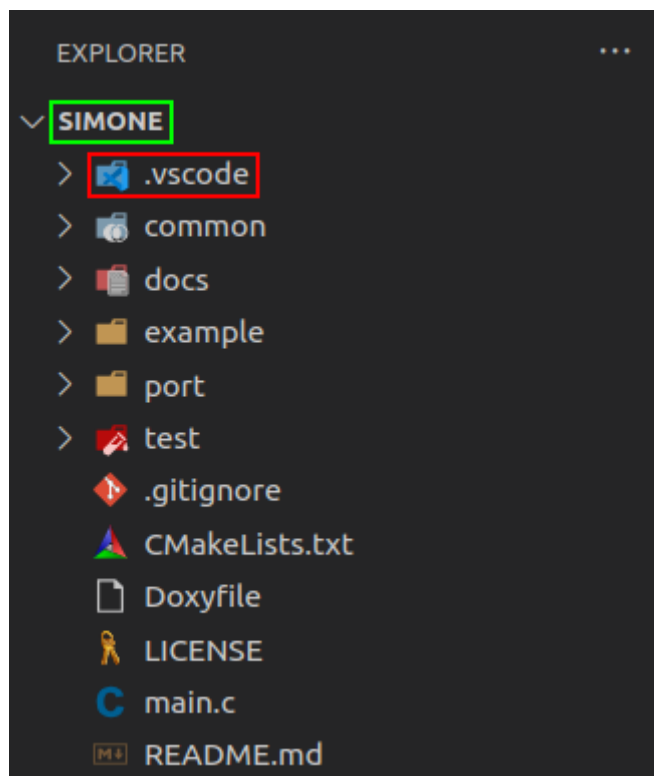 EXPLORER ···
SIMONE
.vscode
common
docs
example
port
test
.gitignore
CMakeLists.txt
Doxyfile
LICENSE
C main.c
M↓ README.md